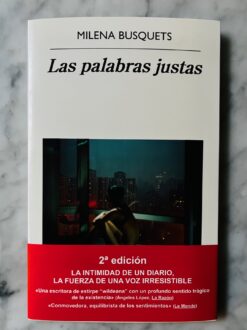 MILENA BUSQUETS
Las palabras justas
2ª edición
LA INTIMIDAD DE UN DIARIO,
LA FUERZA DE UNA VOZ IRRESISTIBLE
«Una escritora de estirpe "wildeana" con un profundo sentido trágico
de la existencia» (Ángeles López, La Razón)
«Conmovedora, equilibrista de los sentimientos» (Le Monde)